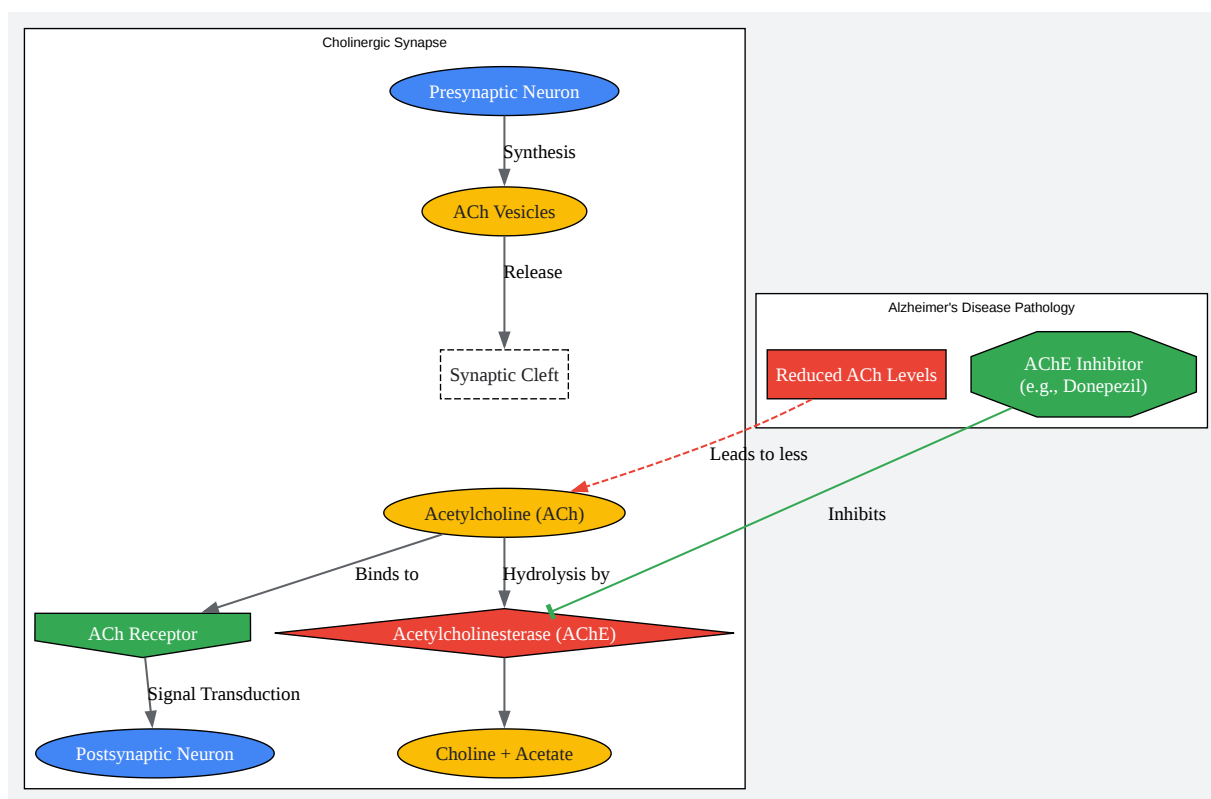 Cholinergic Synapse
Presynaptic Neuron
Synthesis
ACh Vesicles
Release
Synaptic Cleft
Alzheimer's Disease Pathology
Reduced ACh Levels
AChE Inhibitor
(e.g., Donepezil)
Leads to less
Inhibits
Acetylcholine (ACh)
Binds to
Hydrolysis by
ACh Receptor
Acetylcholinesterase (AChE)
Signal Transduction
Postsynaptic Neuron
Choline + Acetate